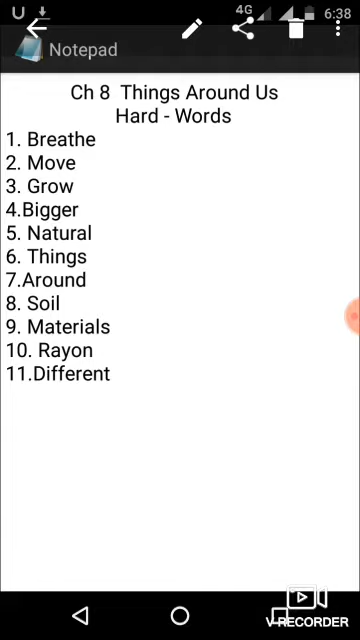 4G 6:38
Notepad
Ch 8 Things Around Us
Hard - Words
1. Breathe
2. Move
3. Grow
4.Bigger
5. Natural
6. Things
7.Around
8. Soil
9. Materials
10. Rayon
11.Different
V-RECORDER